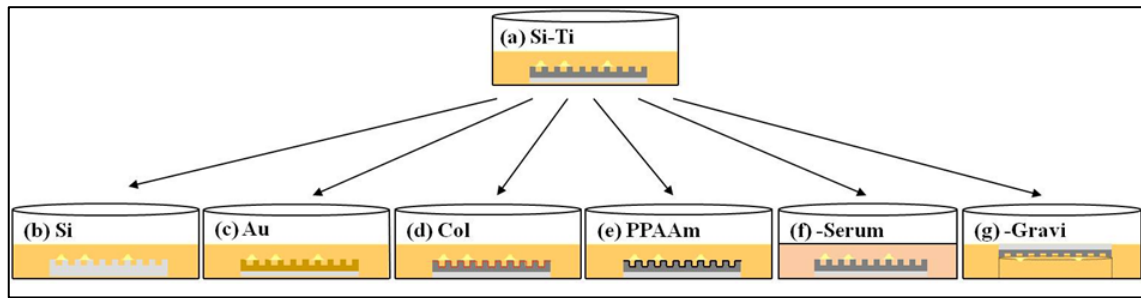 (a) Si-Ti
(b) Si
(c) Au
(d) Col
(e) PPAAm
(f) -Serum
(g) -Gravi